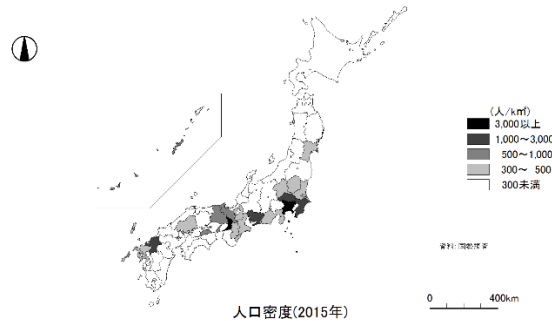 (人/km²)
3,000以上
1,000～3,000
500～1,000
300～ 500
300未満
資料：国勢調査
0 400km
人口密度(2015年)